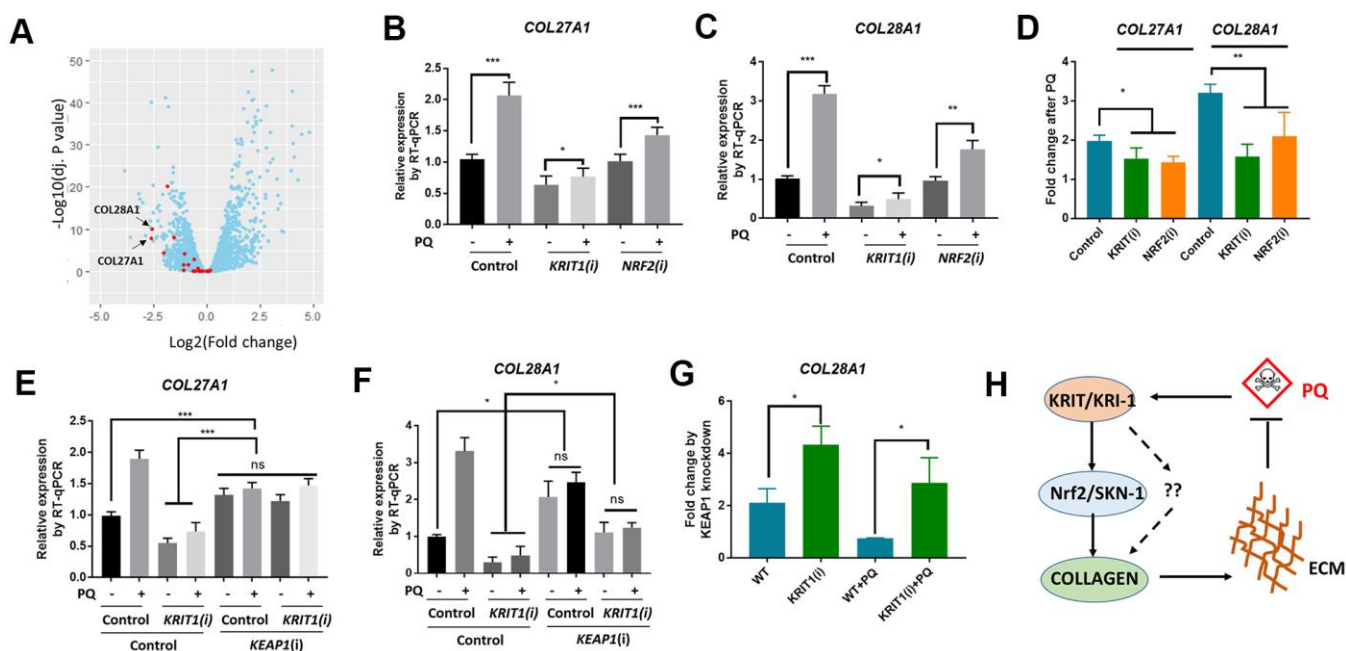 A
50
40
30
20
10
0
-Log10(dj. P value)
COL28A1
COL27A1
-5.0 -2.5 0.0 2.5 5.0
Log2(Fold change)
B
COL27A1
Relative expression
by RT-qPCR
2.5
2.0
1.5
1.0
0.5
0.0
*** * ***
PQ - + - + - +
Control KRIT1(i) NRF2(i)
C
COL28A1
Relative expression
by RT-qPCR
4
3
2
1
0
*** * **
PQ - + - + - +
Control KRIT1(i) NRF2(i)
D
COL27A1 COL28A1
Fold change after PQ
4
3
2
1
0
* **
Control KRIT(i) NRF2(i) Control KRIT(i) NRF2(i)
E
COL27A1
Relative expression
by RT-qPCR
2.5
2.0
1.5
1.0
0.5
0.0
***
***
ns
PQ - + - + - + - +
Control KRIT1(i) Control KRIT1(i)
Control KEAP1(i)
F
COL28A1
Relative expression
by RT-qPCR
4
3
2
1
0
*
*
ns
ns
PQ - + - + - + - +
Control KRIT1(i) Control KRIT1(i)
Control KEAP1(i)
G
COL28A1
Fold change by
KEAP1 knockdown
6
4
2
0
* *
WT KRIT1(i) WT+PQ KRIT1(i)+PQ
H
KRIT/KRI-1
PQ
Nrf2/SKN-1
??
COLLAGEN
ECM